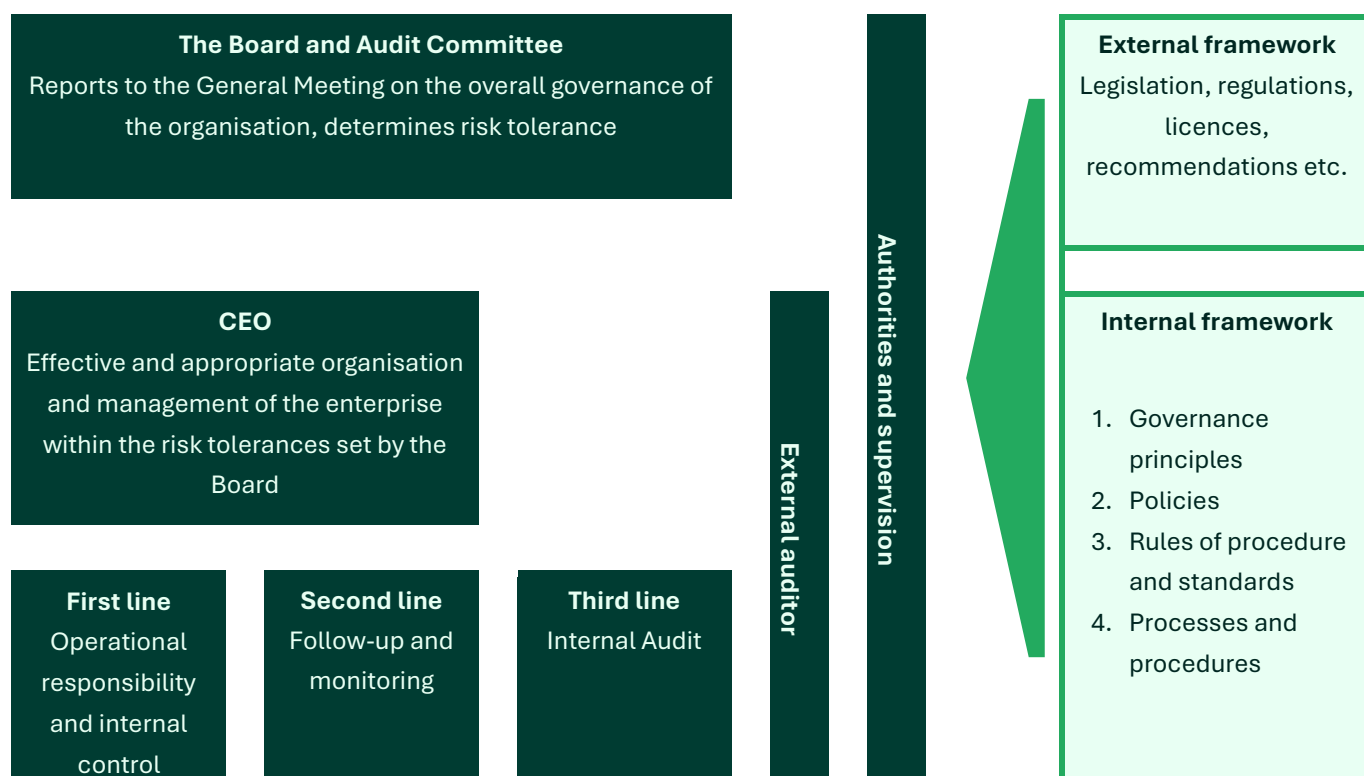 The Board and Audit Committee
Reports to the General Meeting on the overall governance of
the organisation, determines risk tolerance
CEO
Effective and appropriate organisation
and management of the enterprise
within the risk tolerances set by the
Board
First line
Operational
responsibility
and internal
control
Second line
Follow-up and
monitoring
Third line
Internal Audit
External auditor
Authorities and supervision
External framework
Legislation, regulations,
licences,
recommendations etc.
Internal framework
1. Governance
principles
2. Policies
3. Rules of procedure
and standards
4. Processes and
procedures